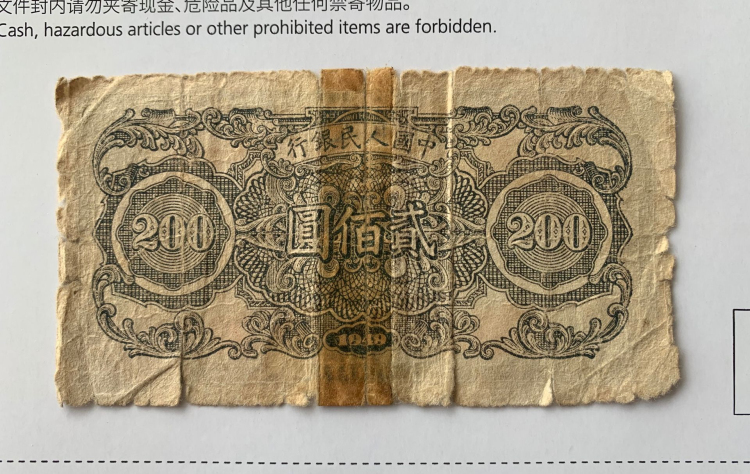 文件封内请勿夹寄现金、危险品及其他任何禁寄物品。
Cash, hazardous articles or other prohibited items are forbidden.
行銀民人國中
200 圓佰貳 200
1949